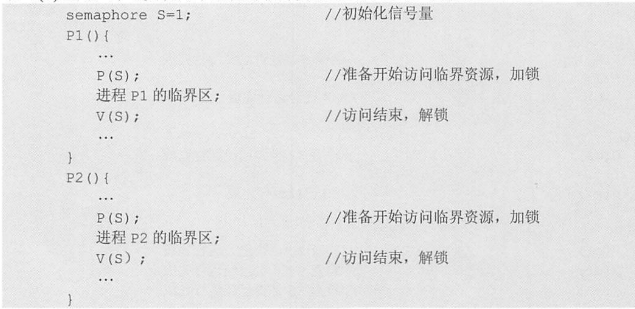 semaphore S=1; //初始化信号量
P1(){
…
P(S); //准备开始访问临界资源，加锁
进程 P1 的临界区;
V(S); //访问结束，解锁
…
}
P2(){
…
P(S); //准备开始访问临界资源，加锁
进程 P2 的临界区;
V(S）; //访问结束，解锁
…
}